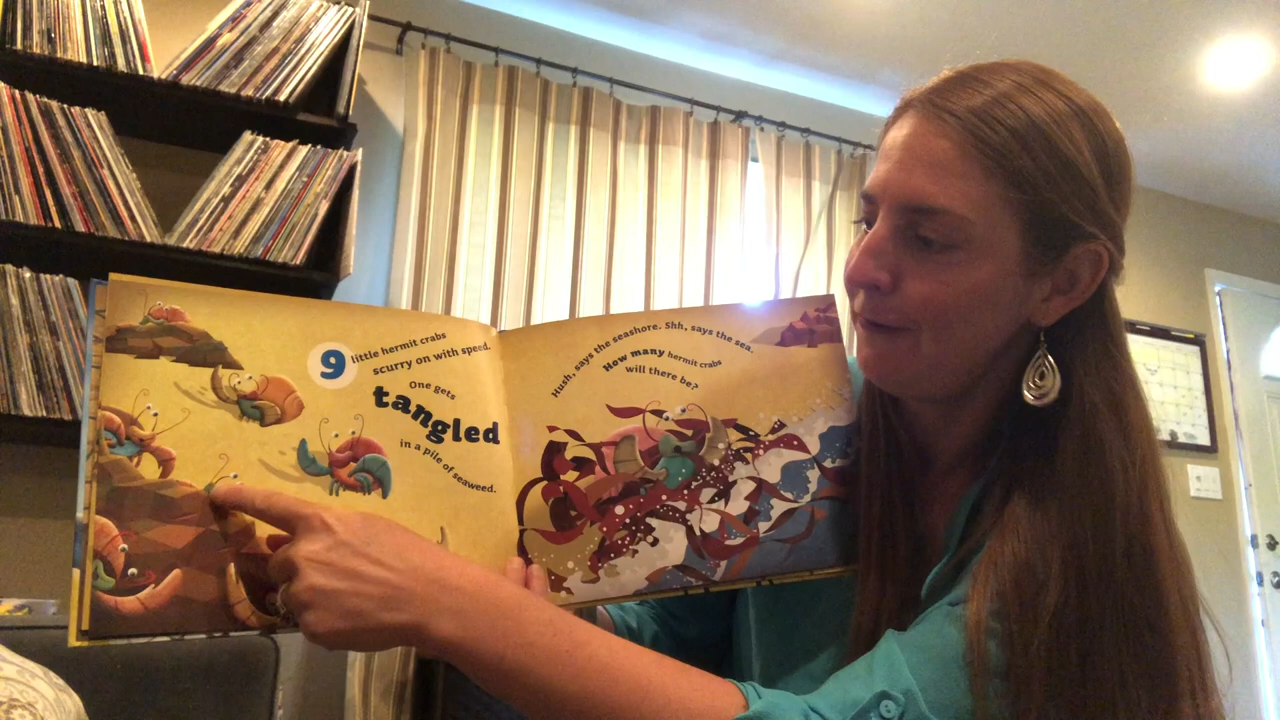 9 little hermit crabs
scurry on with speed.
One gets
tangled
in a pile of seaweed.
Hush, says the seashore. Shh, says the sea.
How many hermit crabs
will there be?